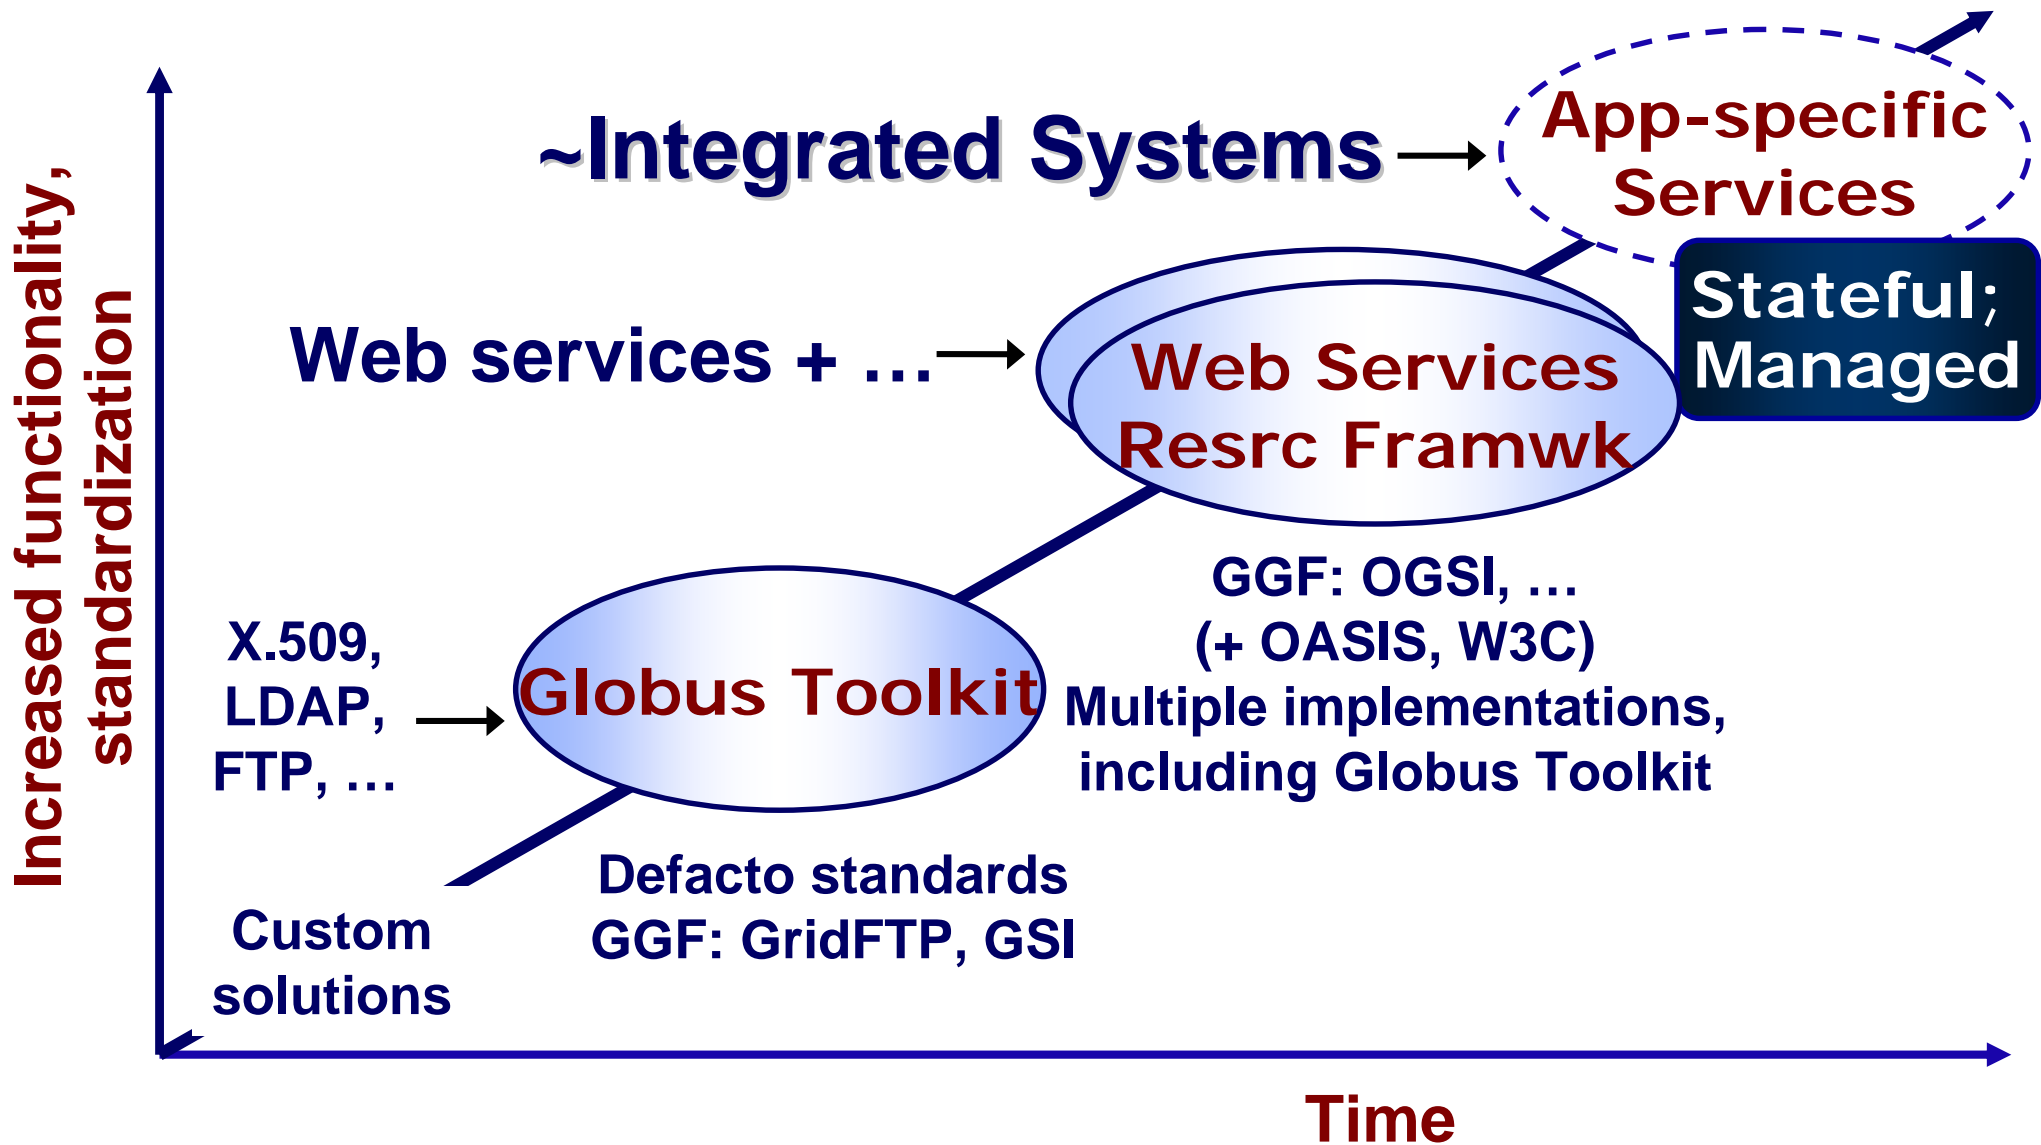 Increased functionality,
standardization
~Integrated Systems
App-specific
Services
Stateful;
Managed
Web services + …
Web Services
Resrc Framwk
GGF: OGSI, …
(+ OASIS, W3C)
Multiple implementations,
including Globus Toolkit
X.509,
LDAP,
FTP, …
Globus Toolkit
Defacto standards
GGF: GridFTP, GSI
Custom
solutions
Time